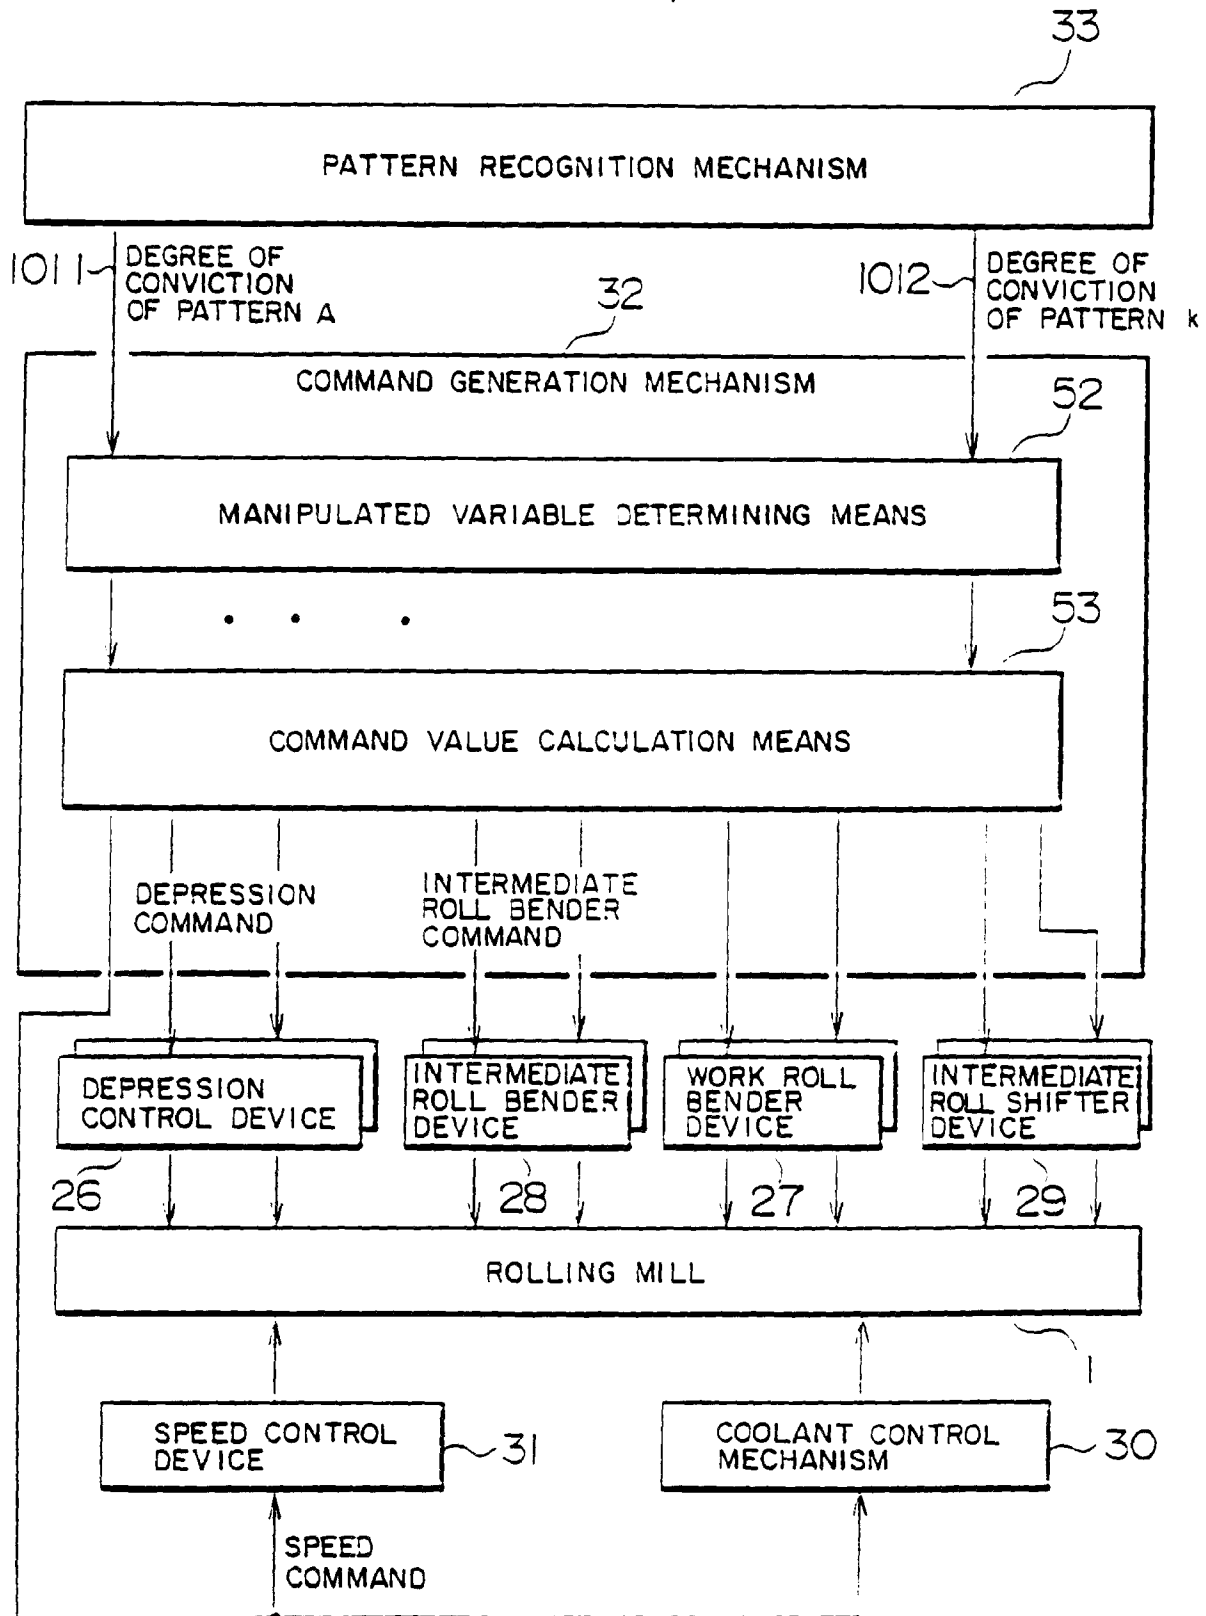 33
PATTERN RECOGNITION MECHANISM
1011
DEGREE OF
CONVICTION
OF PATTERN A
1012
DEGREE OF
CONVICTION
OF PATTERN k
32
COMMAND GENERATION MECHANISM
52
MANIPULATED VARIABLE DETERMINING MEANS
53
COMMAND VALUE CALCULATION MEANS
DEPRESSION
COMMAND
INTERMEDIATE
ROLL BENDER
COMMAND
DEPRESSION
CONTROL DEVICE
INTERMEDIATE
ROLL BENDER
DEVICE
WORK ROLL
BENDER
DEVICE
INTERMEDIATE
ROLL SHIFTER
DEVICE
26
28
27
29
ROLLING MILL
1
SPEED CONTROL
DEVICE
31
COOLANT CONTROL
MECHANISM
30
SPEED
COMMAND